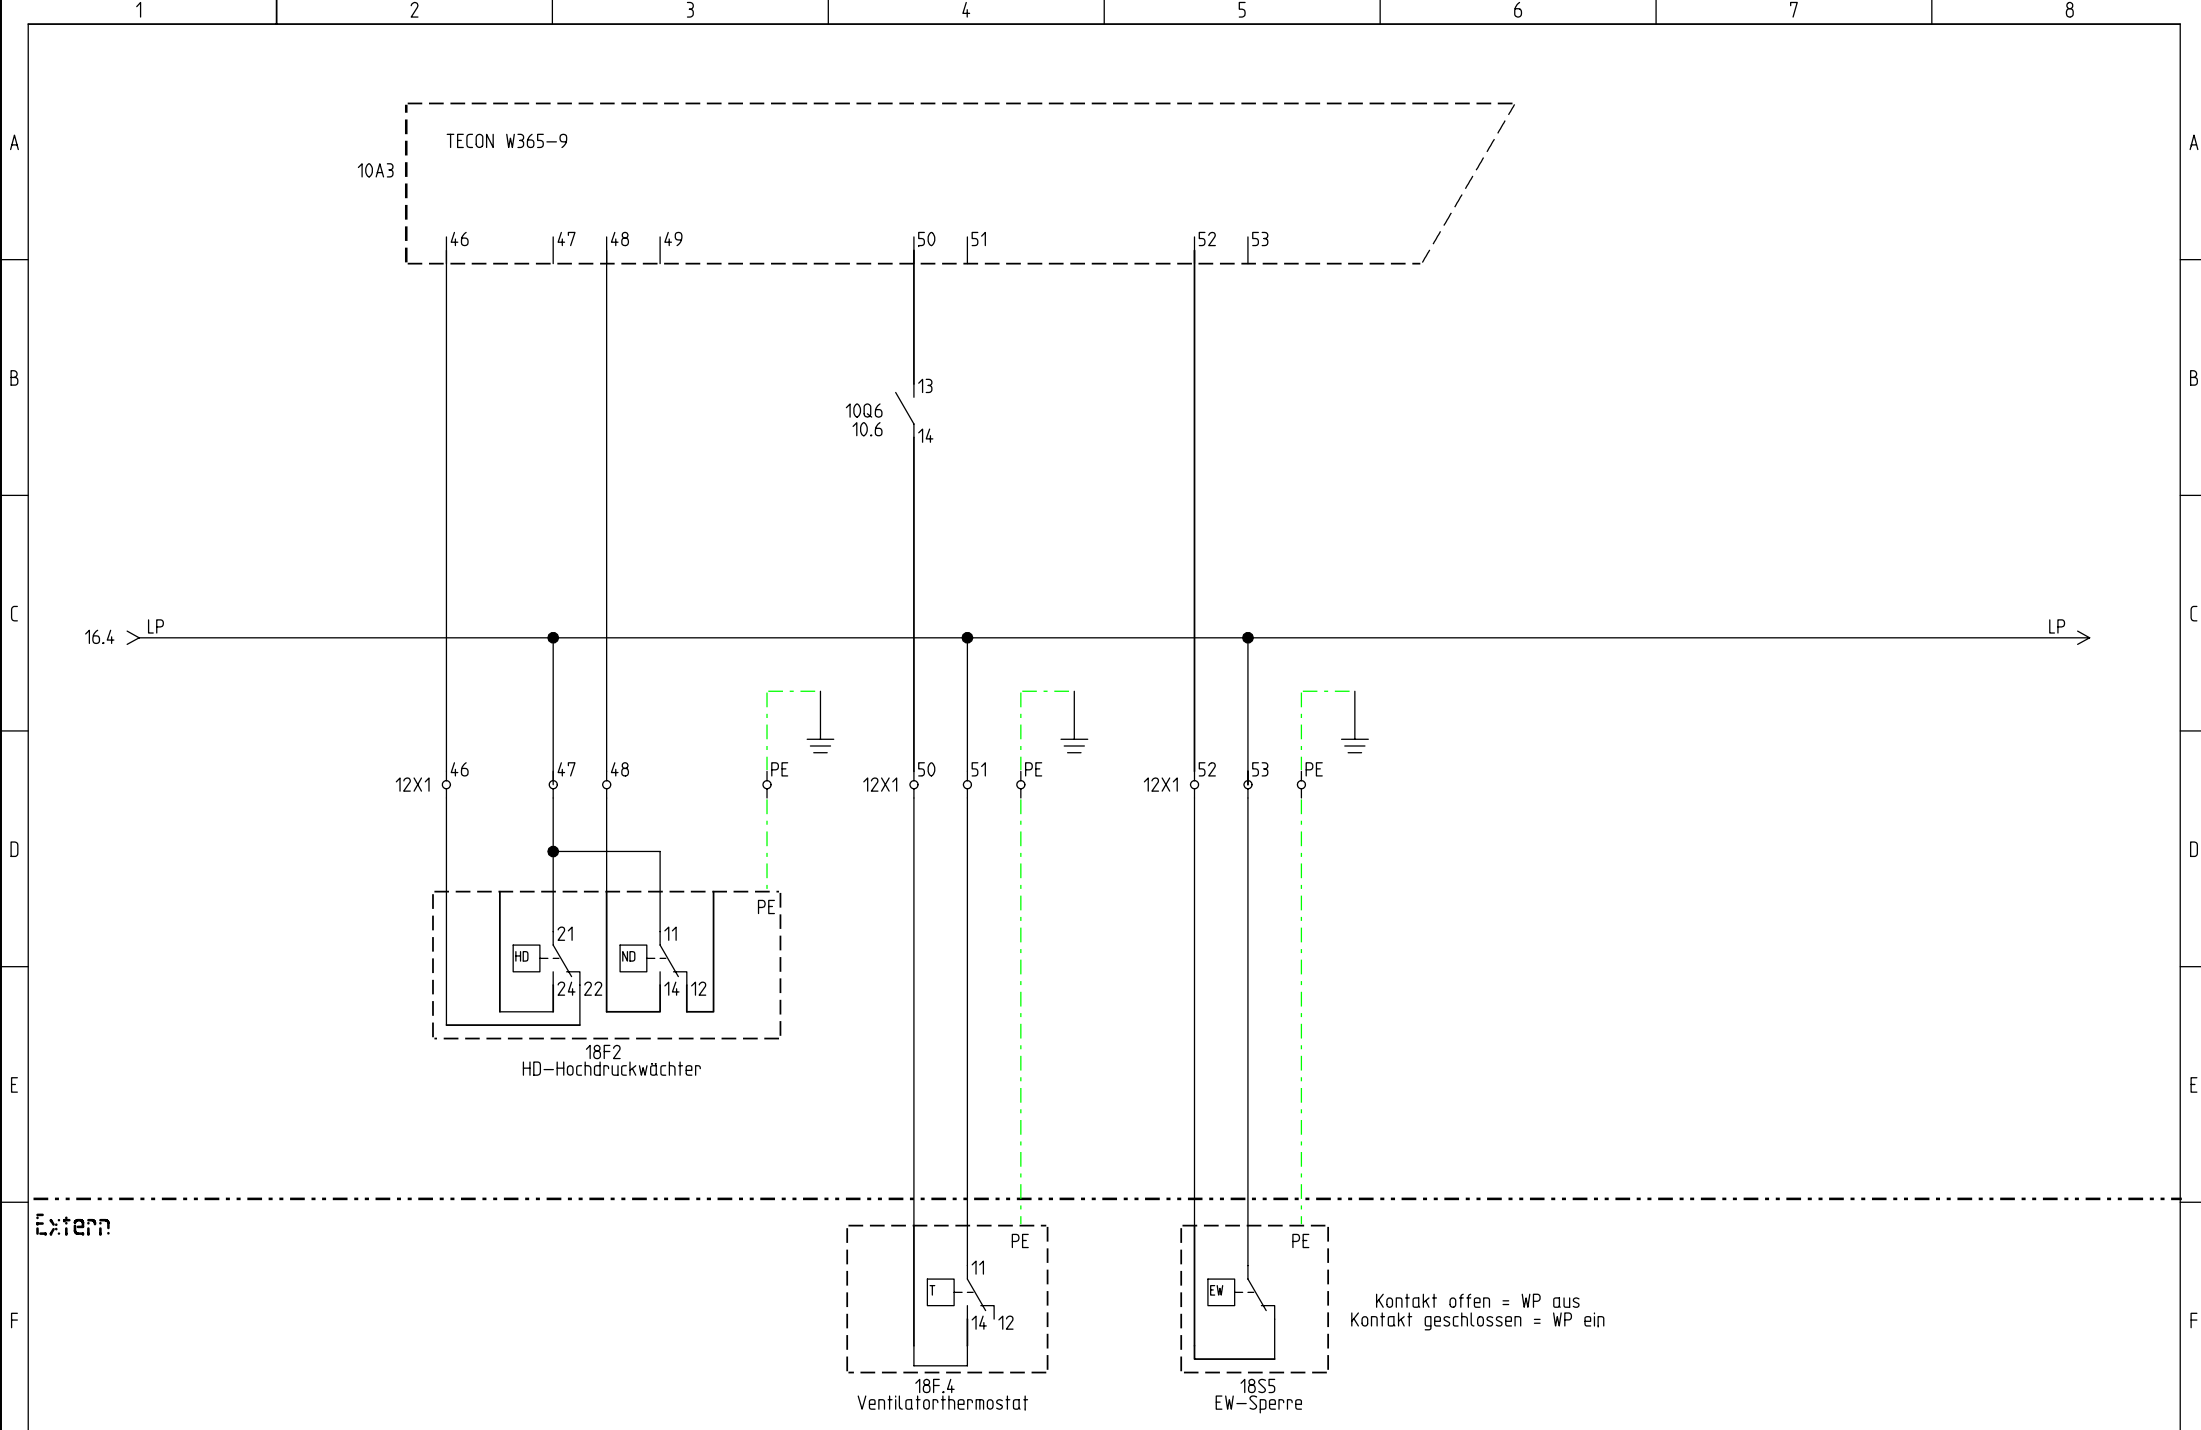 1 2 3 4 5 6 7 8
A A
TECON W365-9
10A3
46 47 48 49 50 51 52 53
B B
13
10Q6
10.6
14
C C
16.4 LP LP
12X1 46 47 48 PE 12X1 50 51 PE 12X1 52 53 PE
D D
PE
21 11
HD ND
24 22 14 12
18F2
HD-Hochdruckwächter
E E
Extern
PE PE
11
T EW
14 12
Kontakt offen = WP aus
Kontakt geschlossen = WP ein
F F
18F.4 18S5
Ventilatorthermostat EW-Sperre